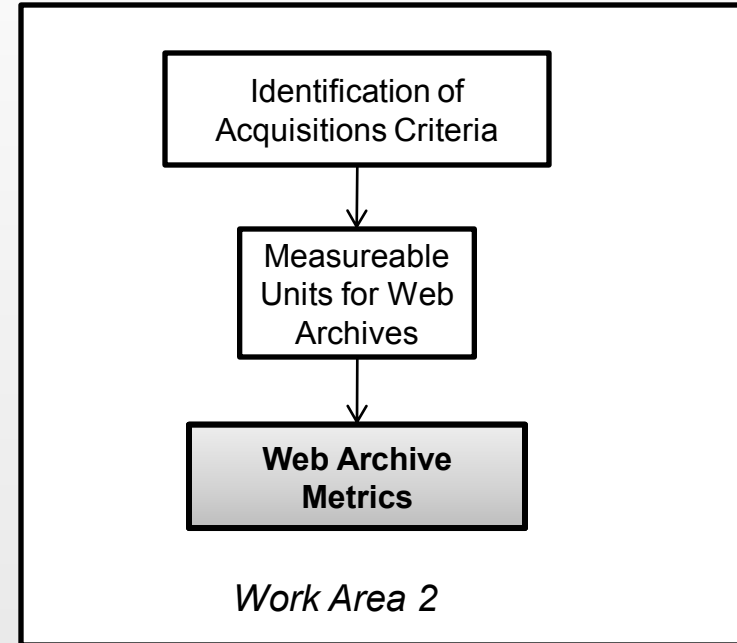 Identification of
Acquisitions Criteria
Measureable
Units for Web
Archives
Web Archive
Metrics
Work Area 2